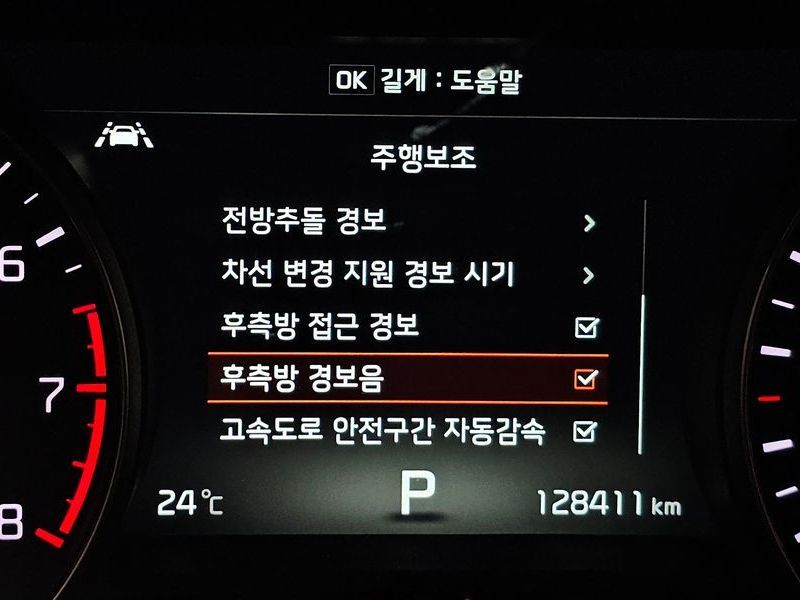 OK 길게 : 도움말
주행보조
전방추돌 경보
차선 변경 지원 경보 시기
후측방 접근 경보
후측방 경보음
고속도로 안전구간 자동감속
6
7
8
24℃
P
128411 km